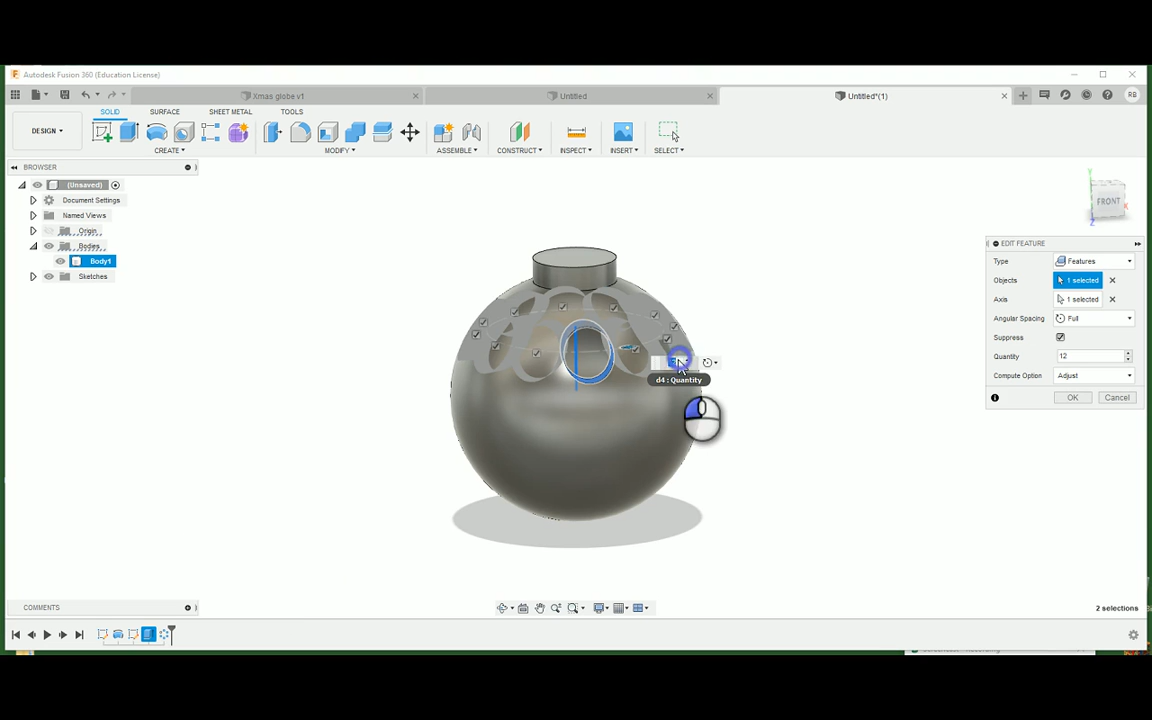 Autodesk Fusion 360 (Education License)
Xmas globe v1
Untitled
Untitled*(1)
RB
SOLID
SURFACE
SHEET METAL
TOOLS
DESIGN
CREATE
MODIFY
ASSEMBLE
CONSTRUCT
INSPECT
INSERT
SELECT
BROWSER
(Unsaved)
Document Settings
Named Views
Origin
Bodies
Body1
Sketches
Y
FRONT
X
Z
EDIT FEATURE
Type
Features
Objects
1 selected
Axis
1 selected
Angular Spacing
Full
Suppress
Quantity
12
Compute Option
Adjust
OK
Cancel
d4 : Quantity
COMMENTS
2 selections